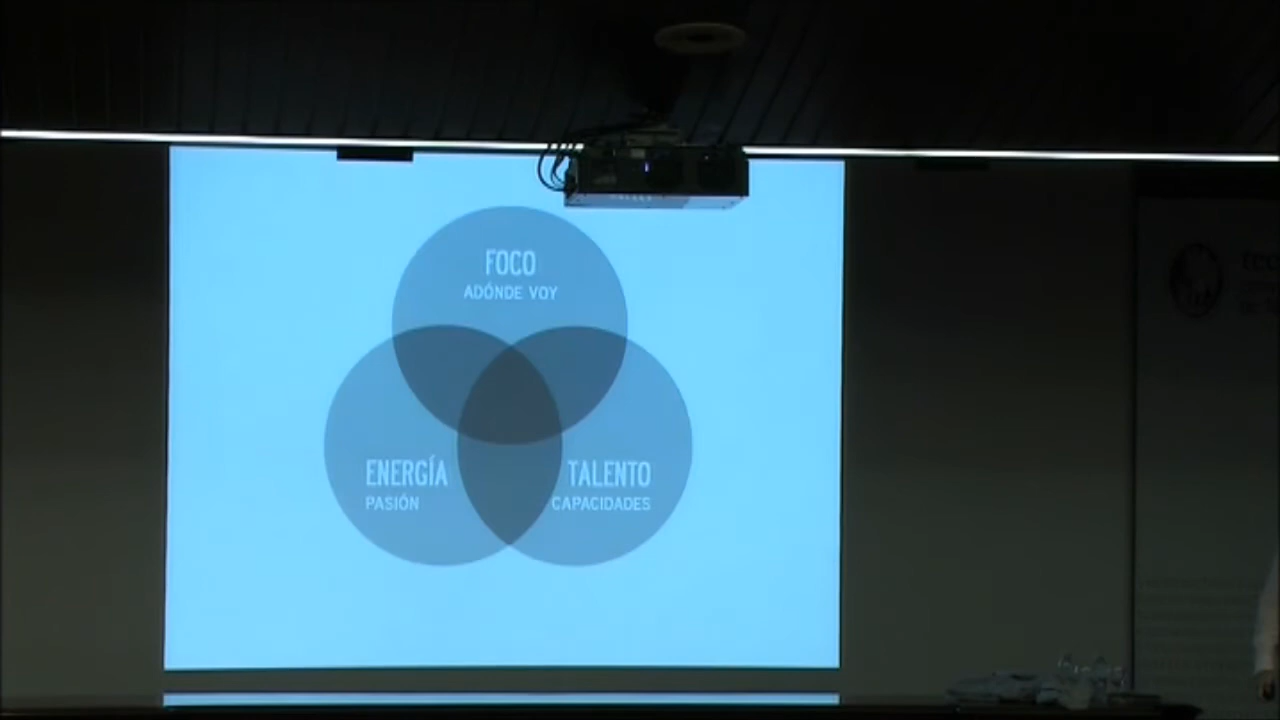 FOCO
ADÓNDE VOY
ENERGÍA
PASIÓN
TALENTO
CAPACIDADES